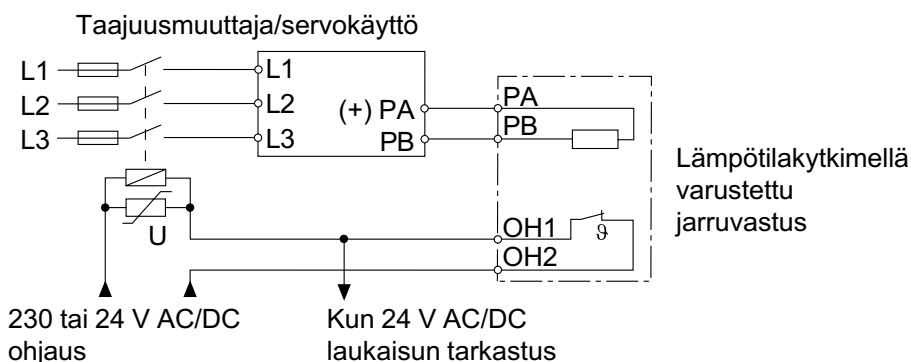 Taajuusmuuttaja/servokäyttö
L1
L1
L2
L2
(+) PA
PA
L3
L3
PB
PB
Lämpötilakytkimellä
varustettu
jarruvastus
U
OH1
ϑ
OH2
230 tai 24 V AC/DC
ohjaus
Kun 24 V AC/DC
laukaisun tarkastus